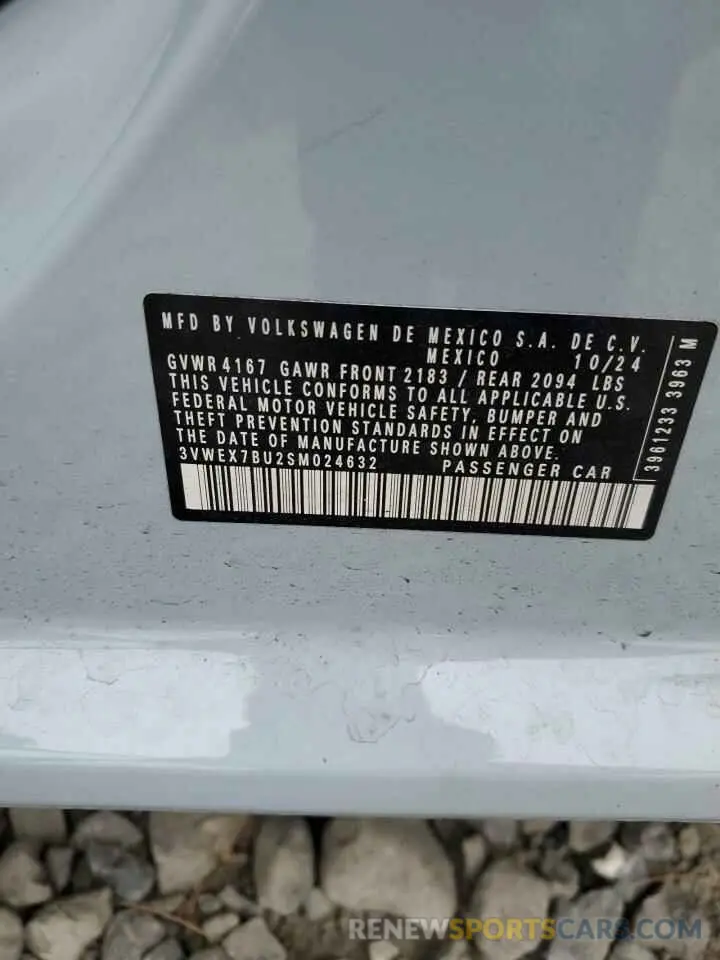 MFD BY VOLKSWAGEN DE MEXICO S.A. DE C.V.
MEXICO 10/24
GVWR 4167 GAWR FRONT 2183 / REAR 2094 LBS
THIS VEHICLE CONFORMS TO ALL APPLICABLE U.S.
FEDERAL MOTOR VEHICLE SAFETY, BUMPER AND
THEFT PREVENTION STANDARDS IN EFFECT ON
THE DATE OF MANUFACTURE SHOWN ABOVE.
3VWEX7BU2SM024632 PASSENGER CAR
3961233 3963 M
RENEWSPORTSCARS.COM